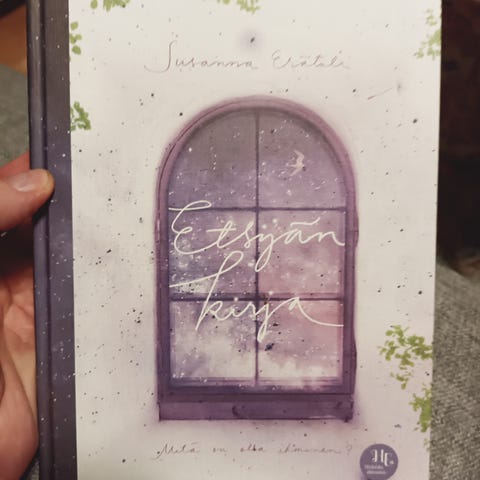 Susanna Erätali
Etsijän
kirja
Mitä on olla ihminen?